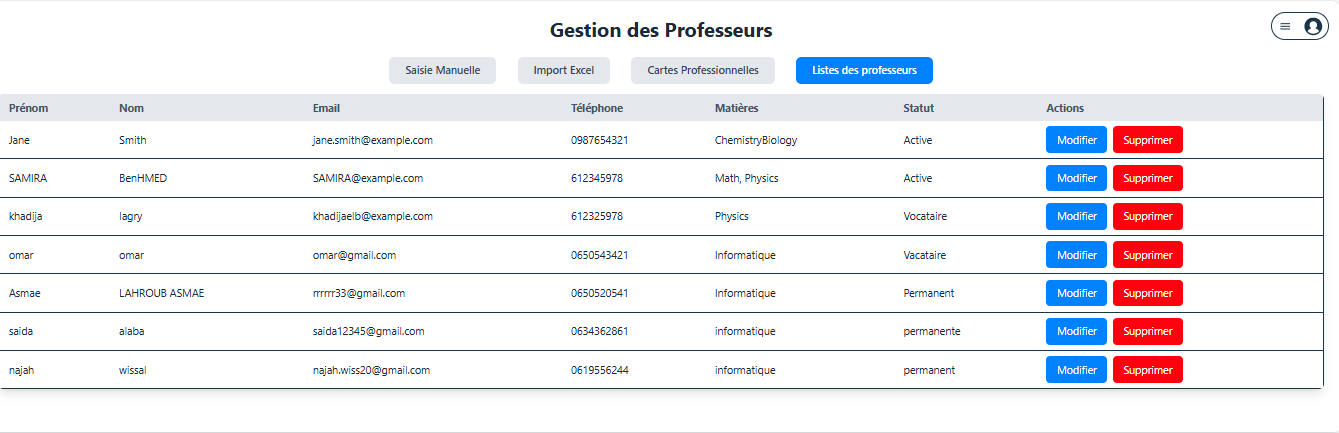 Gestion des Professeurs
Saisie Manuelle Import Excel Cartes Professionnelles Listes des professeurs
Prénom Nom Email Téléphone Matières Statut Actions
Jane Smith jane.smith@example.com 0987654321 ChemistryBiology Active Modifier Supprimer
SAMIRA BenHMED SAMIRA@example.com 612345978 Math, Physics Active Modifier Supprimer
khadija lagry khadijaelb@example.com 612325978 Physics Vocataire Modifier Supprimer
omar omar omar@gmail.com 0650543421 Informatique Vacataire Modifier Supprimer
Asmae LAHROUB ASMAE rrrrrr33@gmail.com 0650520541 Informatique Permanent Modifier Supprimer
saida alaba saida12345@gmail.com 0634362861 informatique permanente Modifier Supprimer
najah wissal najah.wiss20@gmail.com 0619556244 informatique permanent Modifier Supprimer